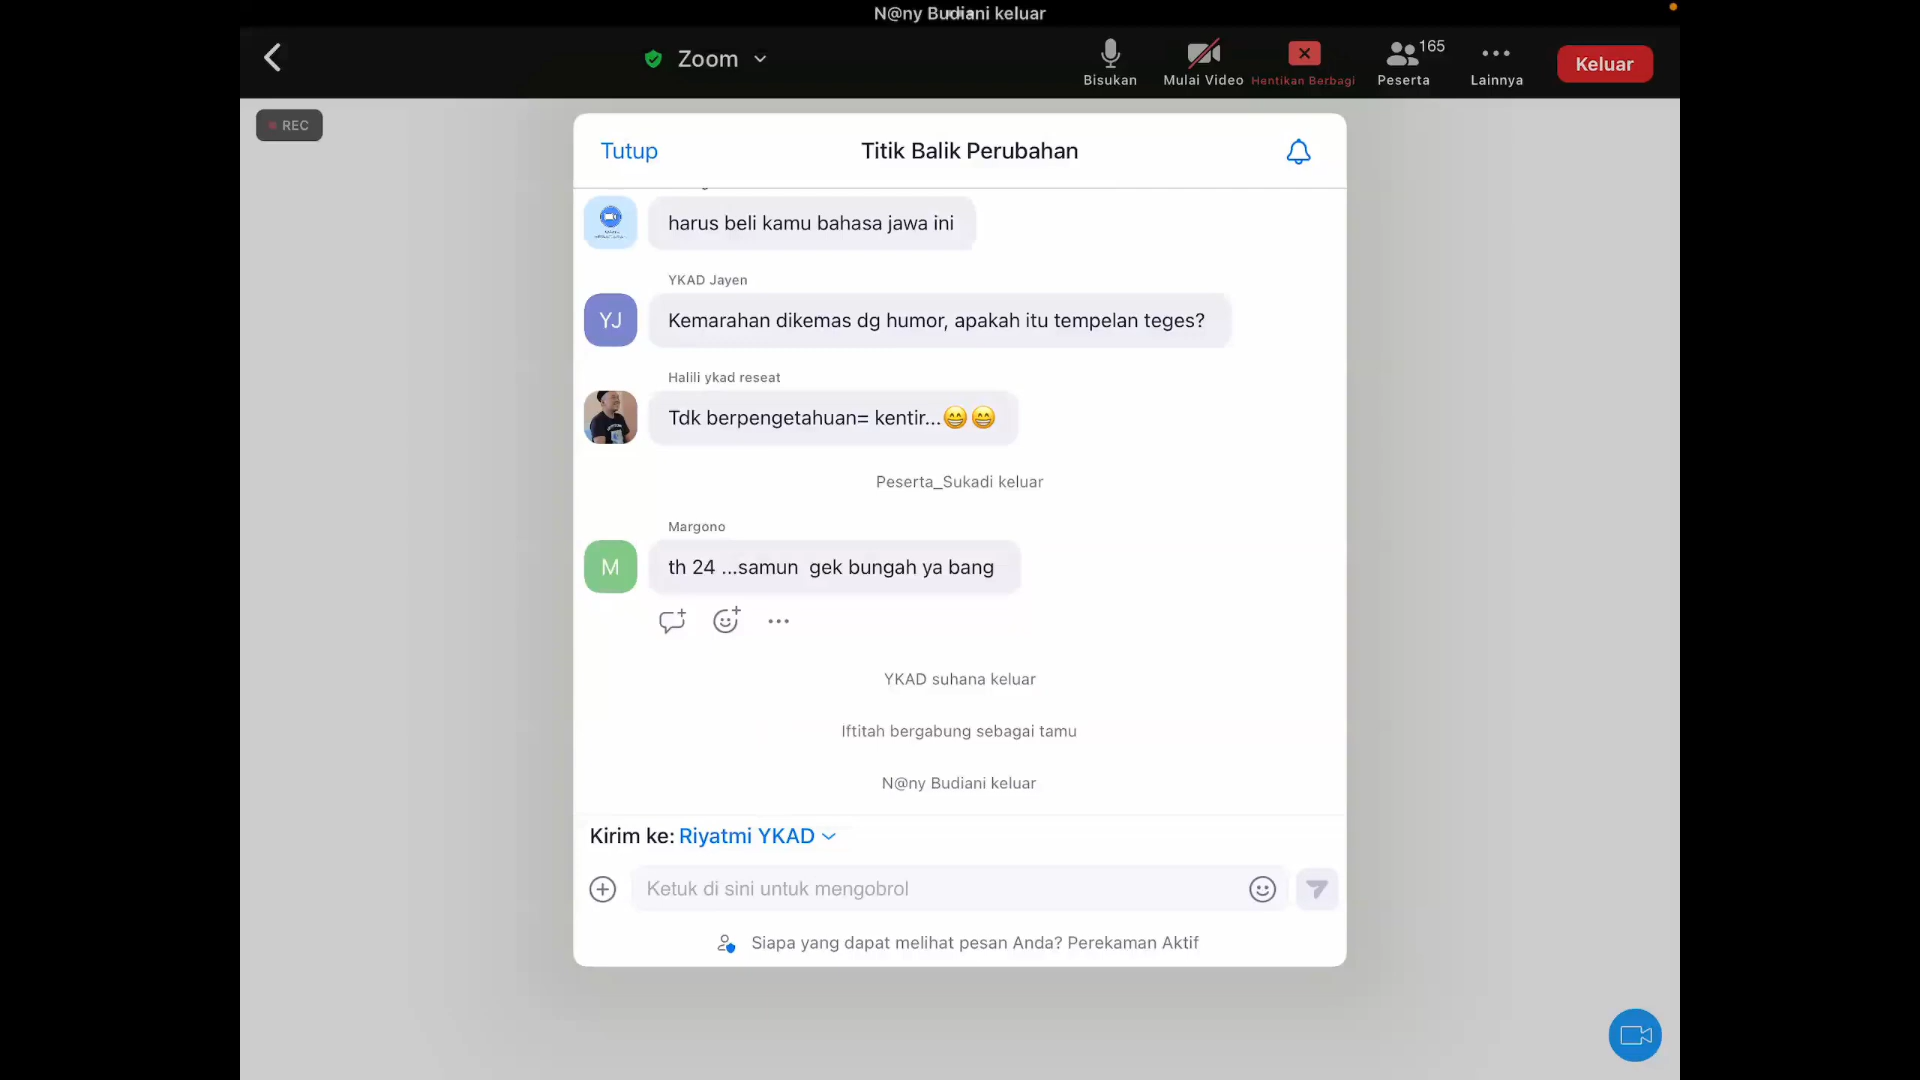 N@ny Budiani keluar
Zoom
Bisukan
Mulai Video
Hentikan Berbagi
165
Peserta
Lainnya
Keluar
REC
Tutup
Titik Balik Perubahan
harus beli kamu bahasa jawa ini
YKAD Jayen
YJ
Kemarahan dikemas dg humor, apakah itu tempelan teges?
Halili ykad reseat
Tdk berpengetahuan= kentir...😁😁
Peserta_Sukadi keluar
Margono
M
th 24 ...samun  gek bungah ya bang
YKAD suhana keluar
Iftitah bergabung sebagai tamu
N@ny Budiani keluar
Kirim ke: Riyatmi YKAD
Ketuk di sini untuk mengobrol
Siapa yang dapat melihat pesan Anda? Perekaman Aktif